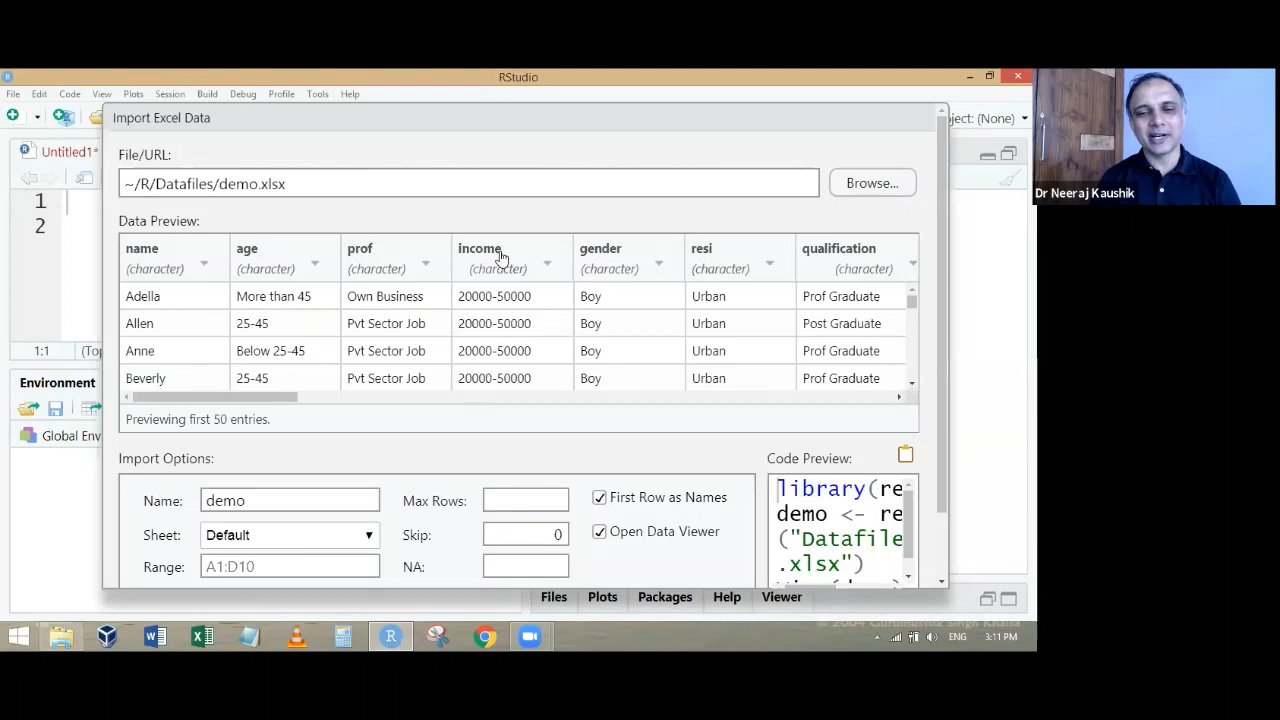 RStudio
File Edit Code View Plots Session Build Debug Profile Tools Help
ject: (None)
Import Excel Data
Untitled1*
File/URL:
~/R/Datafiles/demo.xlsx
Browse...
Dr Neeraj Kaushik
1
2
Data Preview:
name age prof income gender resi qualification
(character) (character) (character) (character) (character) (character) (character)
Adella More than 45 Own Business 20000-50000 Boy Urban Prof Graduate
Allen 25-45 Pvt Sector Job 20000-50000 Boy Urban Post Graduate
Anne Below 25-45 Pvt Sector Job 20000-50000 Boy Urban Prof Graduate
Beverly 25-45 Pvt Sector Job 20000-50000 Boy Urban Prof Graduate
1:1 (Top
Environment
Previewing first 50 entries.
Global Env
Import Options:
Code Preview:
Name: demo Max Rows: First Row as Names
Sheet: Default Skip: 0 Open Data Viewer
Range: A1:D10 NA:
library(re
demo <- re
("Datafile
.xlsx")
Files Plots Packages Help Viewer
ENG 3:11 PM